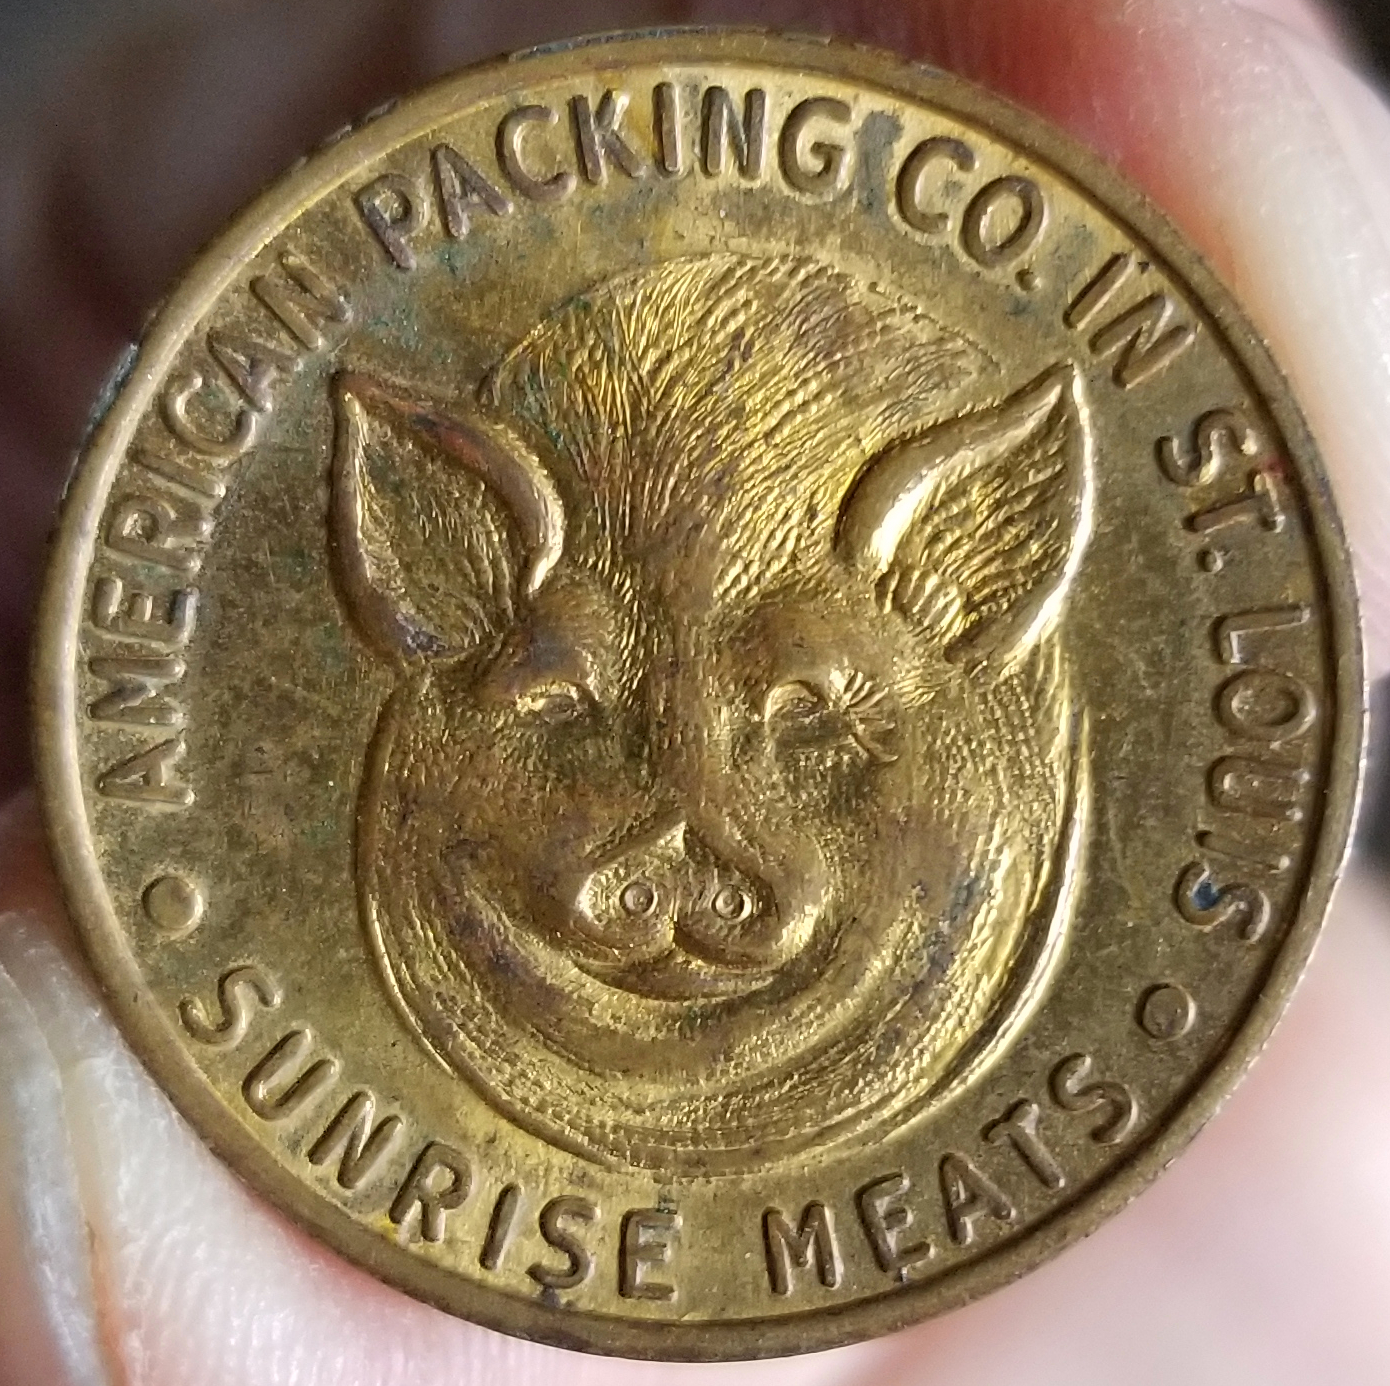 AMERICAN PACKING CO. IN ST. LOUIS
SUNRISE MEATS